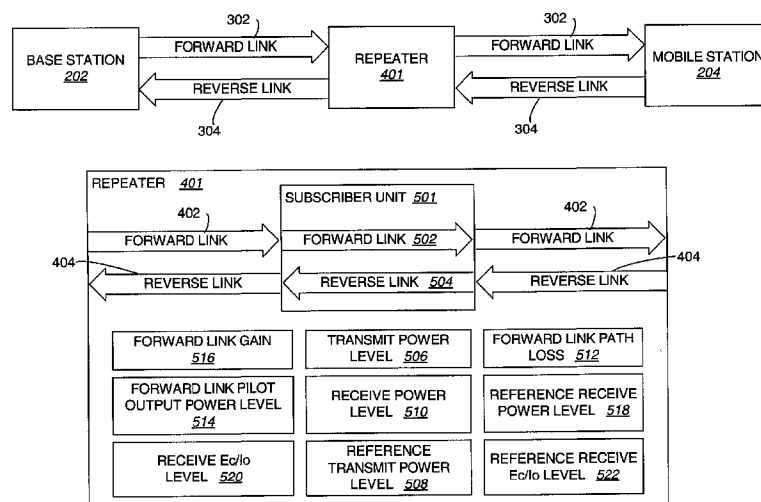 302
302
BASE STATION
202
FORWARD LINK
REVERSE LINK
REPEATER
401
FORWARD LINK
REVERSE LINK
MOBILE STATION
204
304
304
REPEATER 401
SUBSCRIBER UNIT 501
402
402
FORWARD LINK
FORWARD LINK 502
FORWARD LINK
404
404
REVERSE LINK
REVERSE LINK 504
REVERSE LINK
FORWARD LINK GAIN
516
TRANSMIT POWER
LEVEL 506
FORWARD LINK PATH
LOSS 512
FORWARD LINK PILOT
OUTPUT POWER LEVEL
514
RECEIVE POWER
LEVEL 510
REFERENCE RECEIVE
POWER LEVEL 518
RECEIVE Ec/Io
LEVEL 520
REFERENCE
TRANSMIT POWER
LEVEL 508
REFERENCE RECEIVE
Ec/Io LEVEL 522